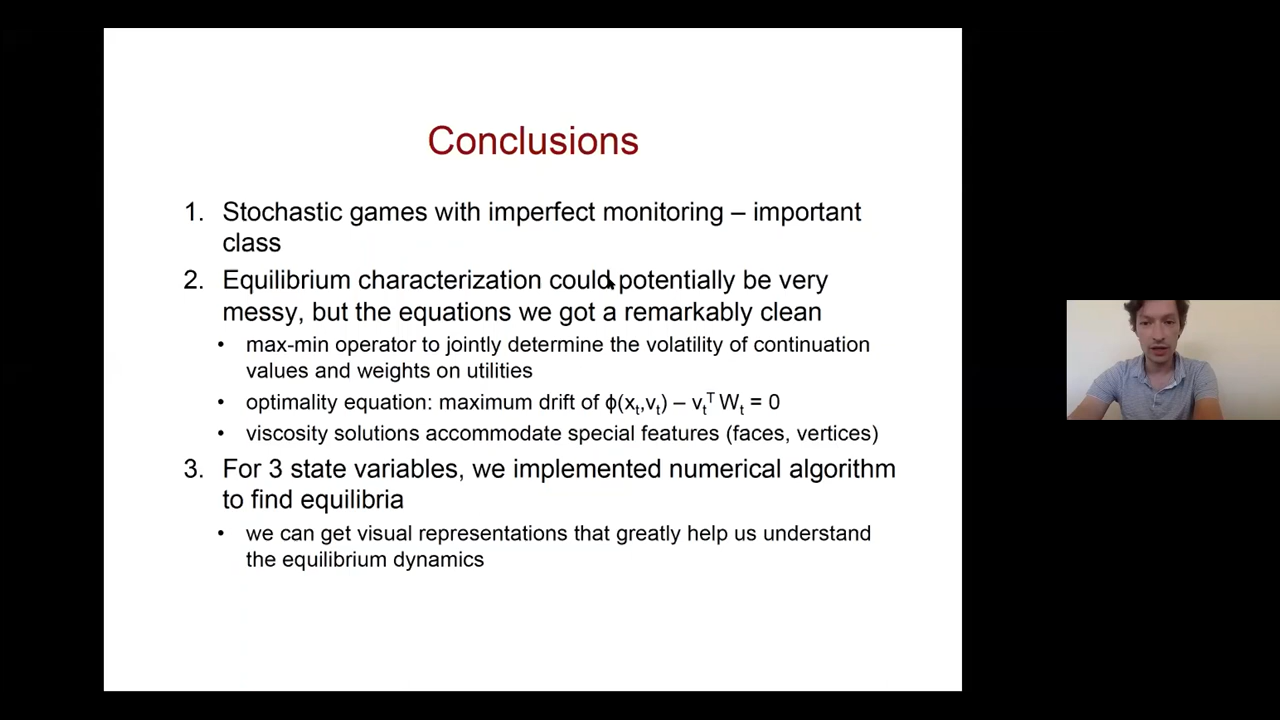 Conclusions
1. Stochastic games with imperfect monitoring – important
class
2. Equilibrium characterization could potentially be very
messy, but the equations we got a remarkably clean
• max-min operator to jointly determine the volatility of continuation
values and weights on utilities
• optimality equation: maximum drift of ϕ(xₜ,vₜ) – vₜᵀ Wₜ = 0
• viscosity solutions accommodate special features (faces, vertices)
3. For 3 state variables, we implemented numerical algorithm
to find equilibria
• we can get visual representations that greatly help us understand
the equilibrium dynamics